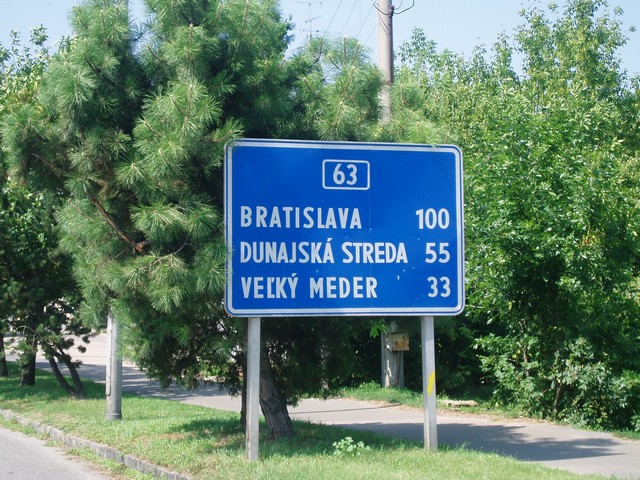 63
BRATISLAVA 100
DUNAJSKÁ STREDA 55
VEĽKÝ MEDER 33